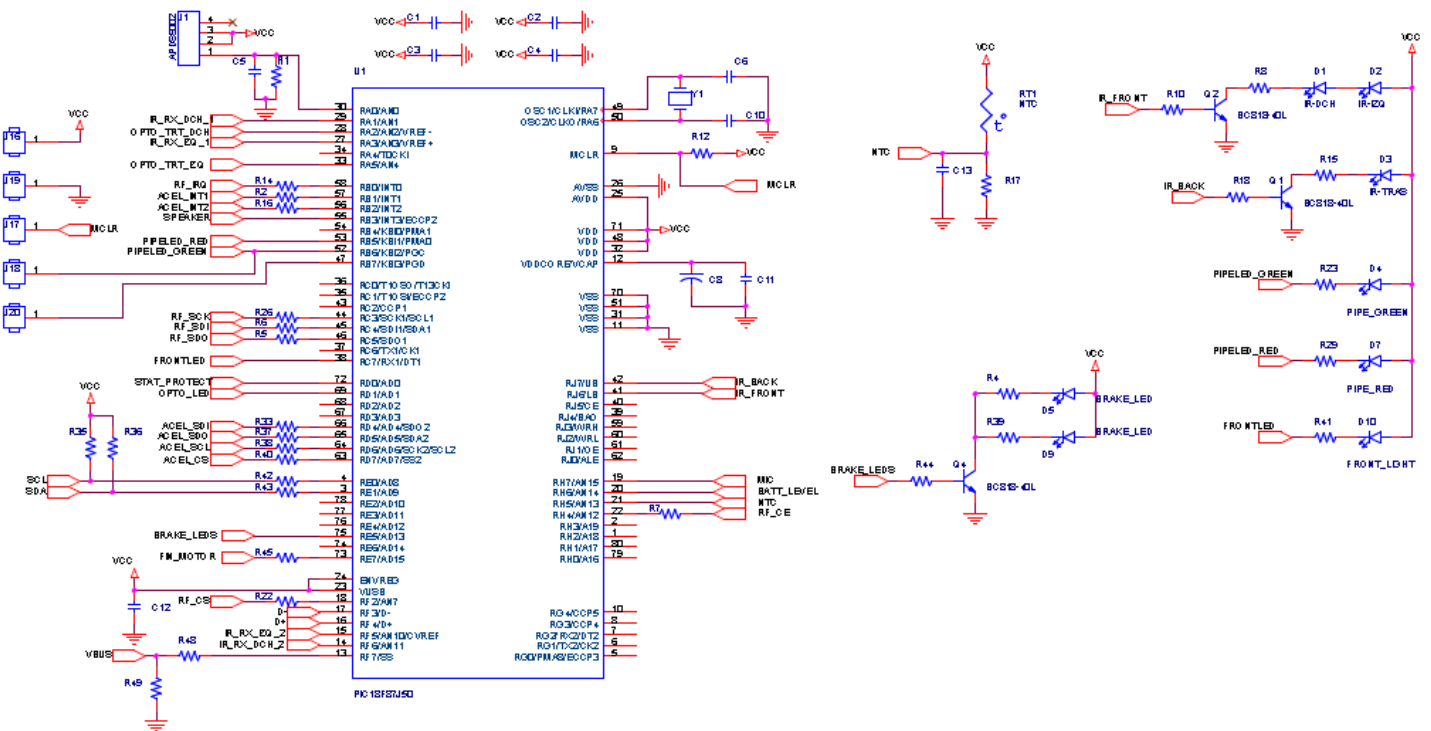 J1
APDS9002
4
3
2
1
VCC
C5
R1
VCC C1
VCC C2
VCC C3
VCC C4
U1
J16 1
VCC
J19 1
J17 1 MCLR
J18 1
J20 1
IR_RX_DCH_1
OPTO_TRT_DCH
IR_RX_EQ_1
OPTO_TRT_EQ
RF_IRQ R14
ACEL_INT1 R2
ACEL_INT2 R16
SPEAKER
PIPELED_RED
PIPELED_GREEN
RF_SCK R26
RF_SDI R6
RF_SDO R5
FRONTLED
STAT_PROTECT
OPTO_LED
ACEL_SDI R33
ACEL_SDO R37
ACEL_SCL R38
ACEL_CS R40
VCC
R35
R36
SCL R42
SDA R43
BRAKE_LEDS
PIN_MOTOR R45
VCC
C12
RF_CS R22
D-
D+
IR_RX_EQ_2
IR_RX_DCH_2
VBUS R48
R49
30 RA0/AN0
29 RA1/AN1
28 RA2/AN2/VREF-
27 RA3/AN3/VREF+
34 RA4/T0CKI
33 RA5/AN4
58 RB0/INT0
57 RB1/INT1
56 RB2/INT2
55 RB3/INT3/ECCP2
54 RB4/KBI0/PMA1
53 RB5/KBI1/PMA0
52 RB6/KBI2/PGC
47 RB7/KBI3/PGD
36 RC0/T1OSO/T13CKI
35 RC1/T1OSI/ECCP2
43 RC2/CCP1
44 RC3/SCK1/SCL1
45 RC4/SDI1/SDA1
46 RC5/SDO1
37 RC6/TX1/CK1
38 RC7/RX1/DT1
72 RD0/AD0
69 RD1/AD1
68 RD2/AD2
67 RD3/AD3
66 RD4/AD4/SDO2
65 RD5/AD5/SDA2
64 RD6/AD6/SCK2/SCL2
63 RD7/AD7/SS2
4 RE0/AD8
3 RE1/AD9
78 RE2/AD10
77 RE3/AD11
76 RE4/AD12
75 RE5/AD13
74 RE6/AD14
73 RE7/AD15
24 ENVREG
23 VUSB
18 RF2/AN7
17 RF3/D-
16 RF4/D+
15 RF5/AN10/CVREF
14 RF6/AN11
13 RF7/SS
PIC18F87J50
OSC1/CLKI/RA7 49
OSC2/CLKO/RA6 50
MCLR 9
AVSS 26
AVDD 25
VDD 71
VDD 48
VDD 32
VDDCORE/VCAP 12
VSS 70
VSS 51
VSS 31
VSS 11
RJ7/UB 42
RJ6/LB 41
RJ5/CE 40
RJ4/BA0 39
RJ3/WRH 59
RJ2/WRL 60
RJ1/OE 61
RJ0/ALE 62
RH7/AN15 19
RH6/AN14 20
RH5/AN13 21
RH4/AN12 22
RH3/A19 2
RH2/A18 1
RH1/A17 80
RH0/A16 79
RG4/CCP5 10
RG3/CCP4 8
RG2/RX2/DT2 7
RG1/TX2/CK2 6
RG0/PMA8/ECCP3 5
C6
Y1
C10
R12
VCC
MCLR
VCC
C8
C11
IR_BACK
IR_FRONT
MIC
BATT_LEVEL
NTC
R7 RF_CE
VCC
RT1
NTC
t°
NTC
C13
R17
VCC
R4
D5 BRAKE_LED
R39
D9 BRAKE_LED
BRAKE_LEDS R44
Q4
BC818-40L
VCC
IR_FRONT R10
Q2
BC818-40L
R8
D1
IR-DCH
D2
IR-IZQ
IR_BACK R18
Q1
BC818-40L
R15
D3
IR-TRAS
PIPELED_GREEN R23 D4
PIPE_GREEN
PIPELED_RED R29 D7
PIPE_RED
FRONTLED R41 D10
FRONT_LIGHT